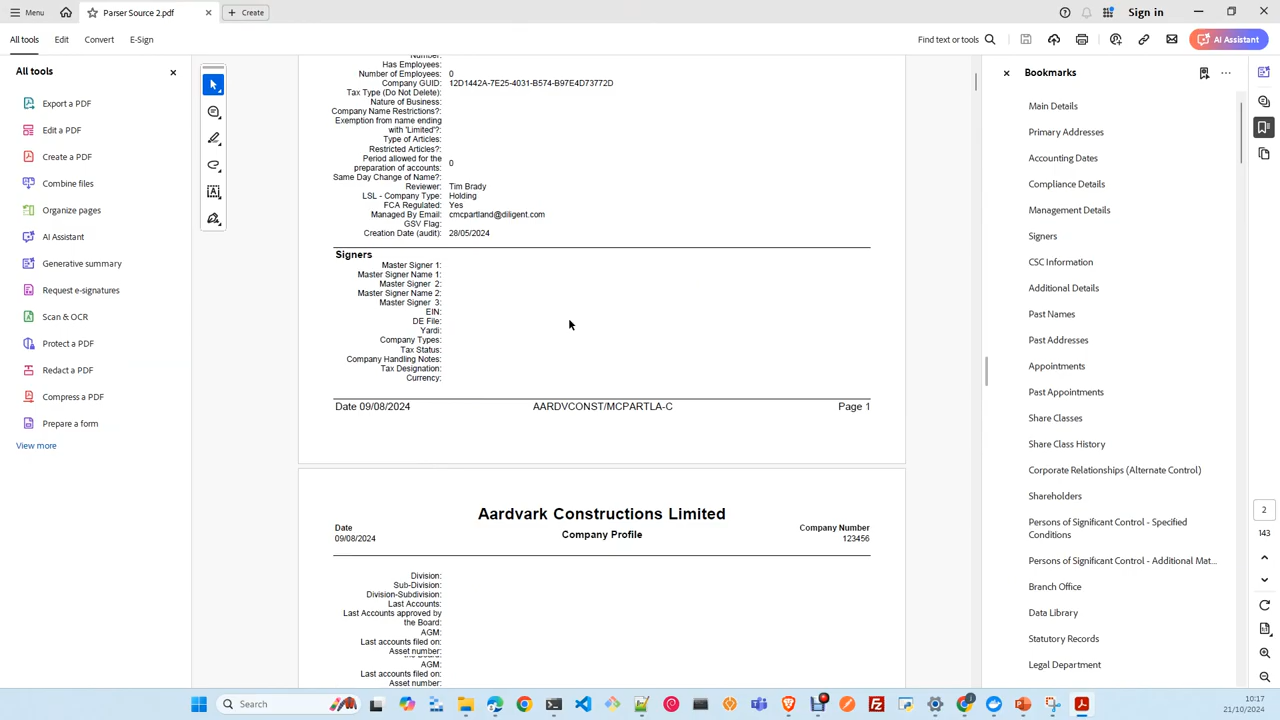 Menu
Parser Source 2.pdf
Create
Sign in
All tools
Edit
Convert
E-Sign
Find text or tools
AI Assistant
All tools
Export a PDF
Edit a PDF
Create a PDF
Combine files
Organize pages
AI Assistant
Generative summary
Request e-signatures
Scan & OCR
Protect a PDF
Redact a PDF
Compress a PDF
Prepare a form
View more
Number:
Has Employees:
Number of Employees: 0
Company GUID: 12D1442A-7E25-4031-B574-B97E4D73772D
Tax Type (Do Not Delete):
Nature of Business:
Company Name Restrictions?:
Exemption from name ending
with 'Limited'?:
Type of Articles:
Restricted Articles?:
Period allowed for the
preparation of accounts: 0
Same Day Change of Name?:
Reviewer: Tim Brady
LSL - Company Type: Holding
FCA Regulated: Yes
Managed By Email: cmcpartland@diligent.com
GSV Flag:
Creation Date (audit): 28/05/2024
Signers
Master Signer 1:
Master Signer Name 1:
Master Signer 2:
Master Signer Name 2:
Master Signer 3:
EIN:
DE File:
Yardi:
Company Types:
Tax Status:
Company Handling Notes:
Tax Designation:
Currency:
Date 09/08/2024 AARDVCONST/MCPARTLA-C Page 1
Aardvark Constructions Limited
Date Company Profile Company Number
09/08/2024 123456
Division:
Sub-Division:
Division-Subdivision:
Last Accounts:
Last Accounts approved by
the Board:
AGM:
Last accounts filed on:
Asset number:
AGM:
Last accounts filed on:
Asset number:
Bookmarks
Main Details
Primary Addresses
Accounting Dates
Compliance Details
Management Details
Signers
CSC Information
Additional Details
Past Names
Past Addresses
Appointments
Past Appointments
Share Classes
Share Class History
Corporate Relationships (Alternate Control)
Shareholders
Persons of Significant Control - Specified
Conditions
Persons of Significant Control - Additional Mat...
Branch Office
Data Library
Statutory Records
Legal Department
2
143
Search
10:17
21/10/2024